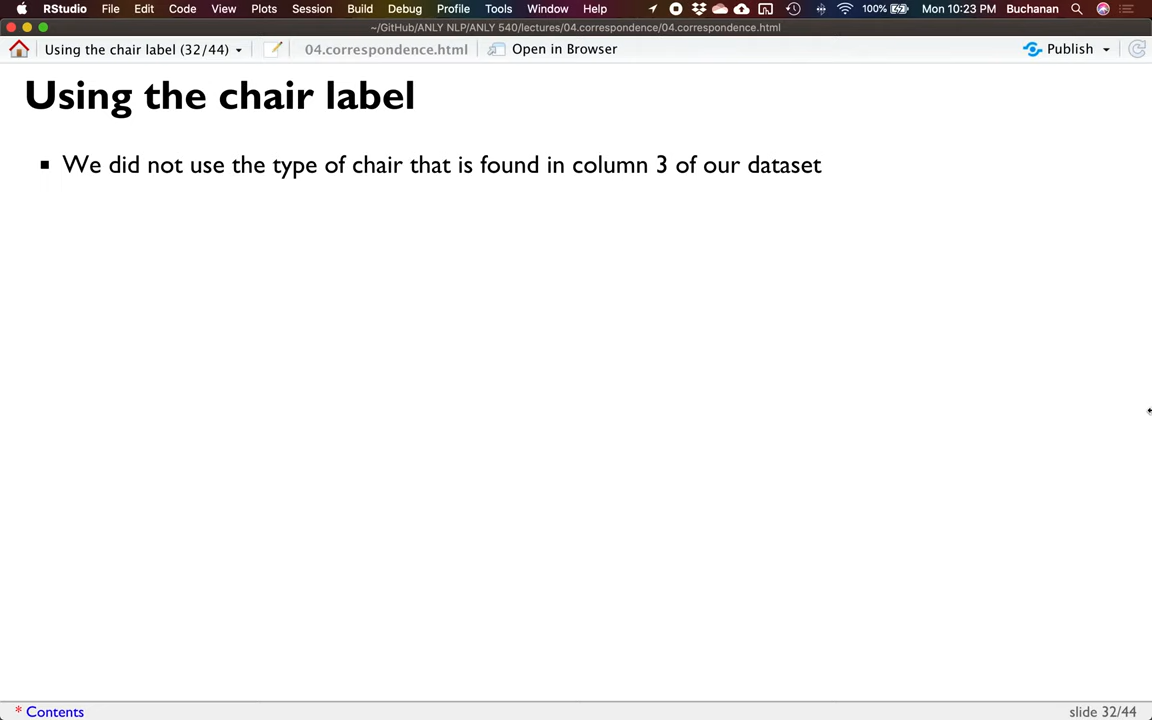 RStudio File Edit Code View Plots Session Build Debug Profile Tools Window Help 100% Mon 10:23 PM Buchanan
~/GitHub/ANLY NLP/ANLY 540/lectures/04.correspondence/04.correspondence.html
Using the chair label (32/44) 04.correspondence.html Open in Browser Publish
Using the chair label
▪ We did not use the type of chair that is found in column 3 of our dataset
* Contents slide 32/44